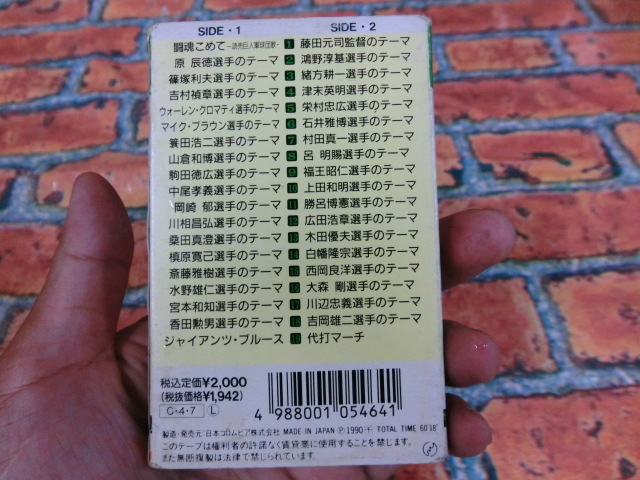 SIDE・1 SIDE・2
闘魂こめて -読売巨人軍球団歌- 1 藤田元司監督のテーマ
原 辰徳選手のテーマ 2 鴻野淳基選手のテーマ
篠塚利夫選手のテーマ 3 緒方耕一選手のテーマ
吉村禎章選手のテーマ 4 津末英明選手のテーマ
ウォーレン・クロマティ選手のテーマ 5 栄村忠広選手のテーマ
マイク・ブラウン選手のテーマ 6 石井雅博選手のテーマ
簑田浩二選手のテーマ 7 村田真一選手のテーマ
山倉和博選手のテーマ 8 呂 明賜選手のテーマ
駒田徳広選手のテーマ 9 福王昭仁選手のテーマ
中尾孝義選手のテーマ 10 上田和明選手のテーマ
岡崎 郁選手のテーマ 11 勝呂博憲選手のテーマ
川相昌弘選手のテーマ 12 広田浩章選手のテーマ
桑田真澄選手のテーマ 13 木田優夫選手のテーマ
槙原寛己選手のテーマ 14 白幡隆宗選手のテーマ
斎藤雅樹選手のテーマ 15 西岡良洋選手のテーマ
水野雄仁選手のテーマ 16 大森 剛選手のテーマ
宮本和知選手のテーマ 17 川辺忠義選手のテーマ
香田勲男選手のテーマ 18 吉岡雄二選手のテーマ
ジャイアンツ・ブルース 19 代打マーチ
税込定価¥2,000
(税抜価格¥1,942)
C・4・7 L
4 988001 054641
製造・発売元/日本コロムビア株式会社 MADE IN JAPAN Ⓟ1990 TOTAL TIME 60'18"
このテープは権利者の許諾なく賃貸業に使用することを禁じます。
また無断複製は法律で禁じられています。